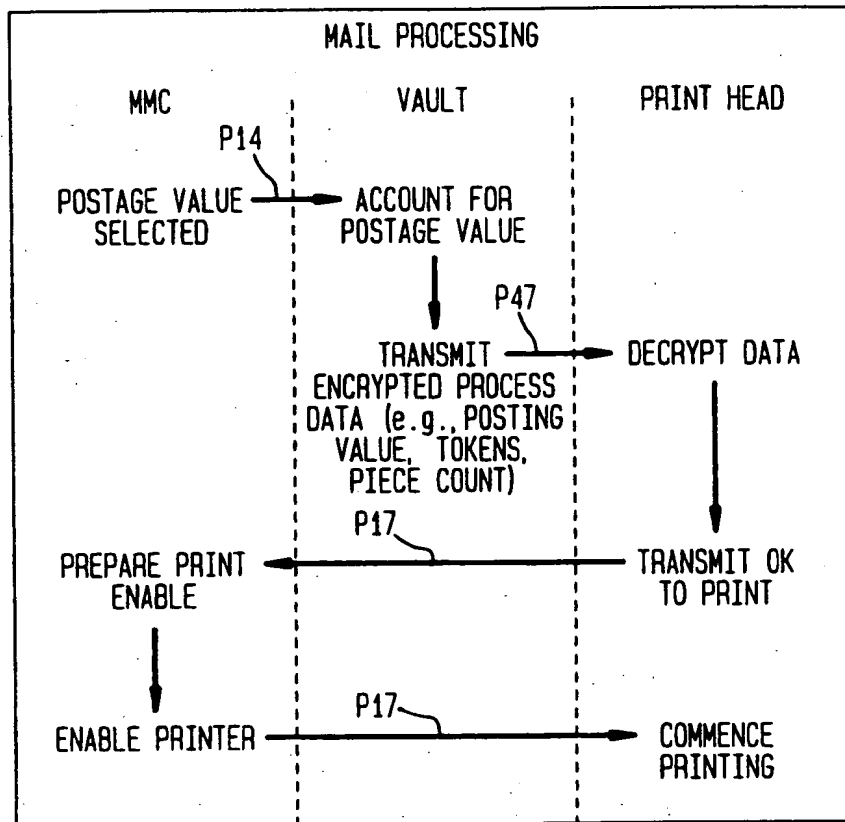 MAIL PROCESSING
MMC VAULT PRINT HEAD
P14
POSTAGE VALUE
SELECTED
ACCOUNT FOR
POSTAGE VALUE
P47
TRANSMIT
ENCRYPTED PROCESS
DATA (e.g., POSTING
VALUE, TOKENS,
PIECE COUNT)
DECRYPT DATA
P17
PREPARE PRINT
ENABLE
TRANSMIT OK
TO PRINT
P17
ENABLE PRINTER
COMMENCE
PRINTING